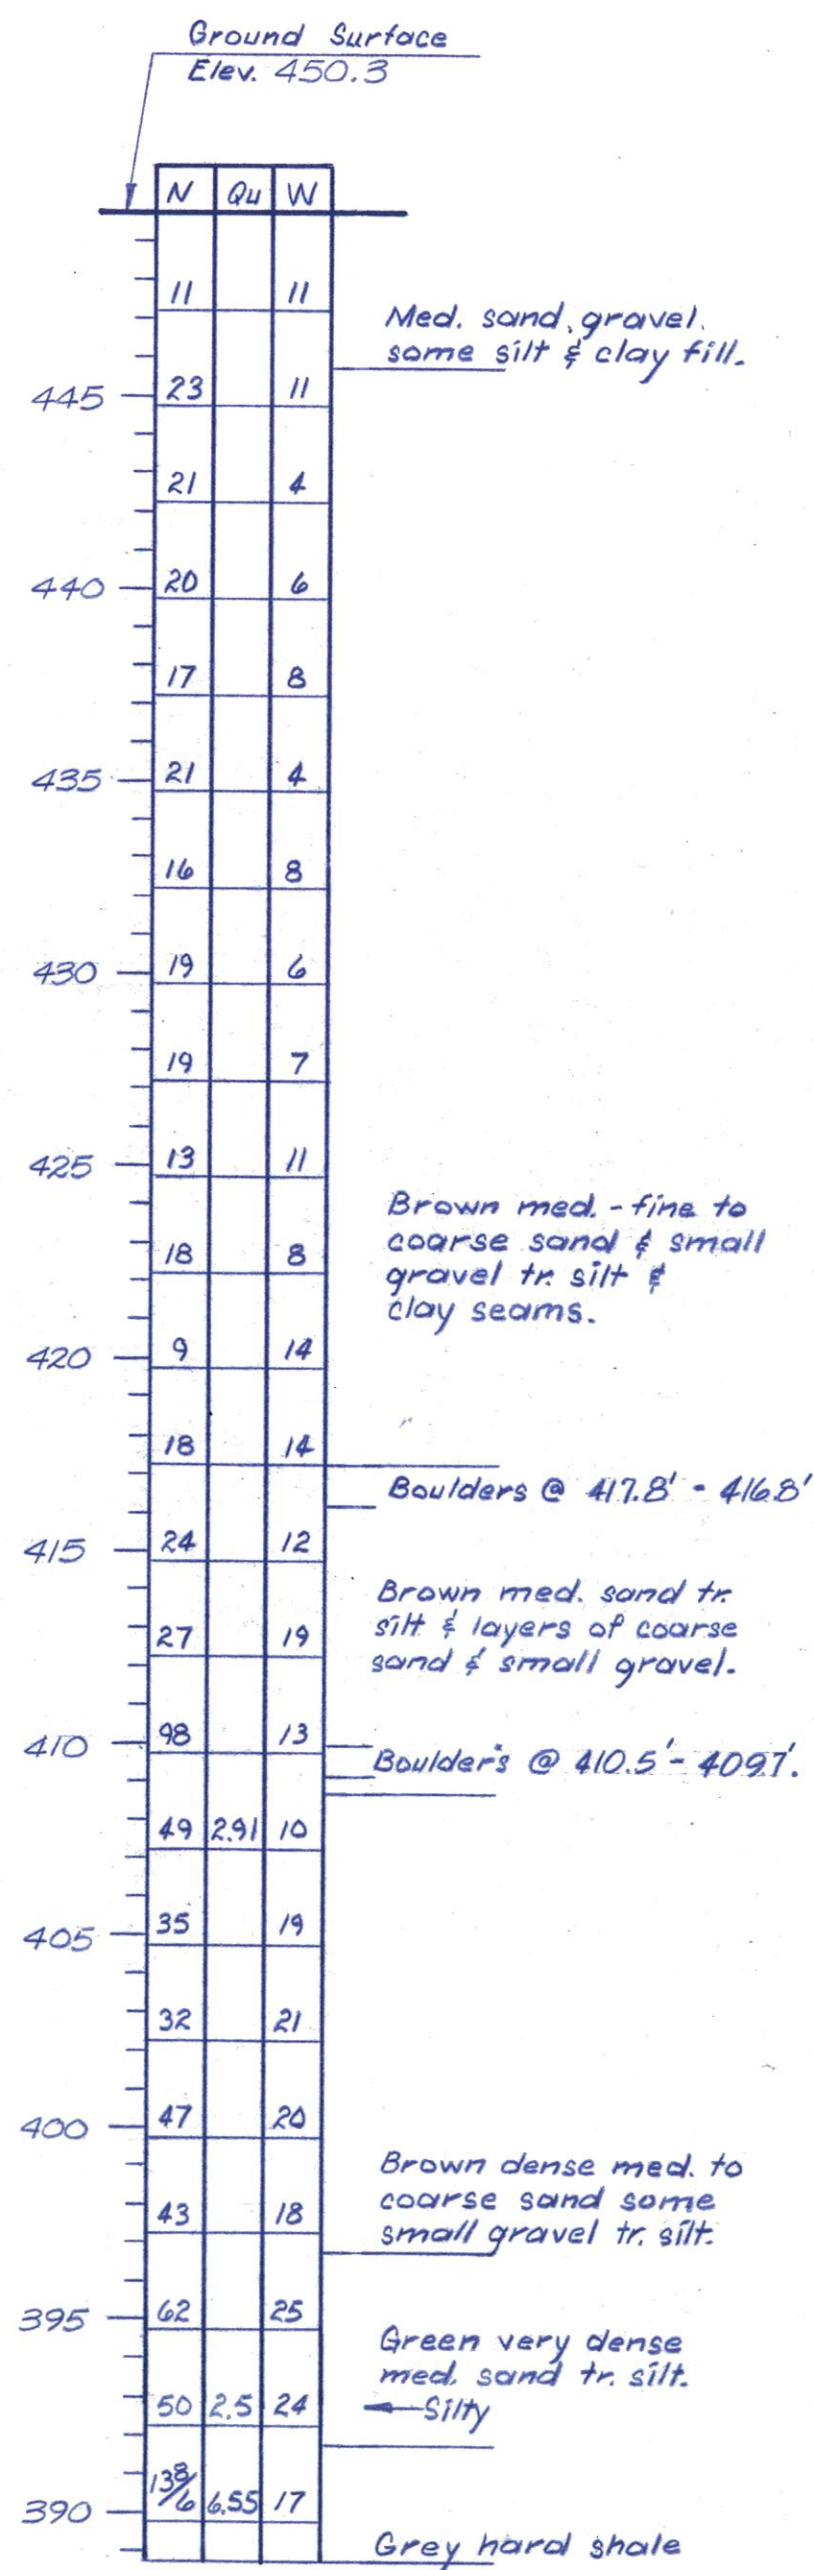 Ground Surface
Elev. 450.3
N Qu W
11 11
Med. sand, gravel.
some silt & clay fill.
445 23 11
21 4
440 20 6
17 8
435 21 4
16 8
430 19 6
19 7
425 13 11
Brown med. - fine to
coarse sand & small
gravel tr. silt &
clay seams.
18 8
420 9 14
18 14
Boulders @ 417.8' - 416.8'
415 24 12
Brown med. sand tr.
silt & layers of coarse
sand & small gravel.
27 19
410 98 13
Boulders @ 410.5' - 409.7'.
49 2.91 10
405 35 19
32 21
400 47 20
Brown dense med. to
coarse sand some
small gravel tr. silt.
43 18
395 62 25
Green very dense
med. sand tr. silt.
50 2.5 24 Silty
138/6 6.55 17
390
Grey hard shale